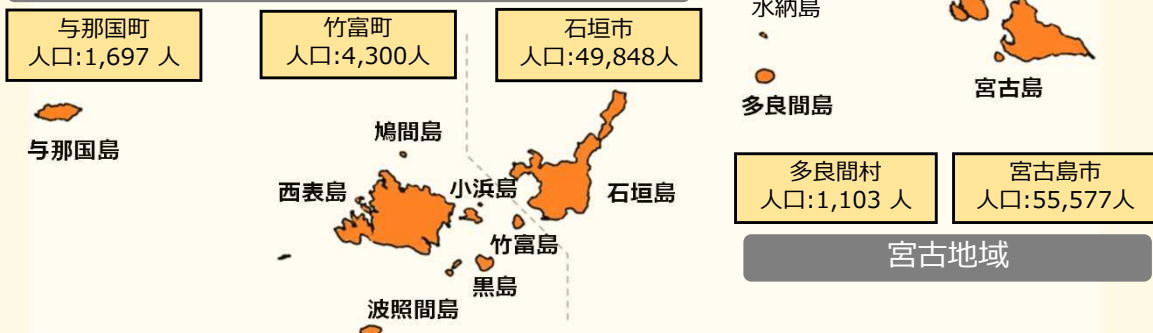 水納島
与那国町
人口:1,697 人
竹富町
人口:4,300人
石垣市
人口:49,848人
宮古島
多良間島
鳩間島
与那国島
西表島
小浜島
石垣島
多良間村
人口:1,103 人
宮古島市
人口:55,577人
竹富島
宮古地域
黒島
波照間島